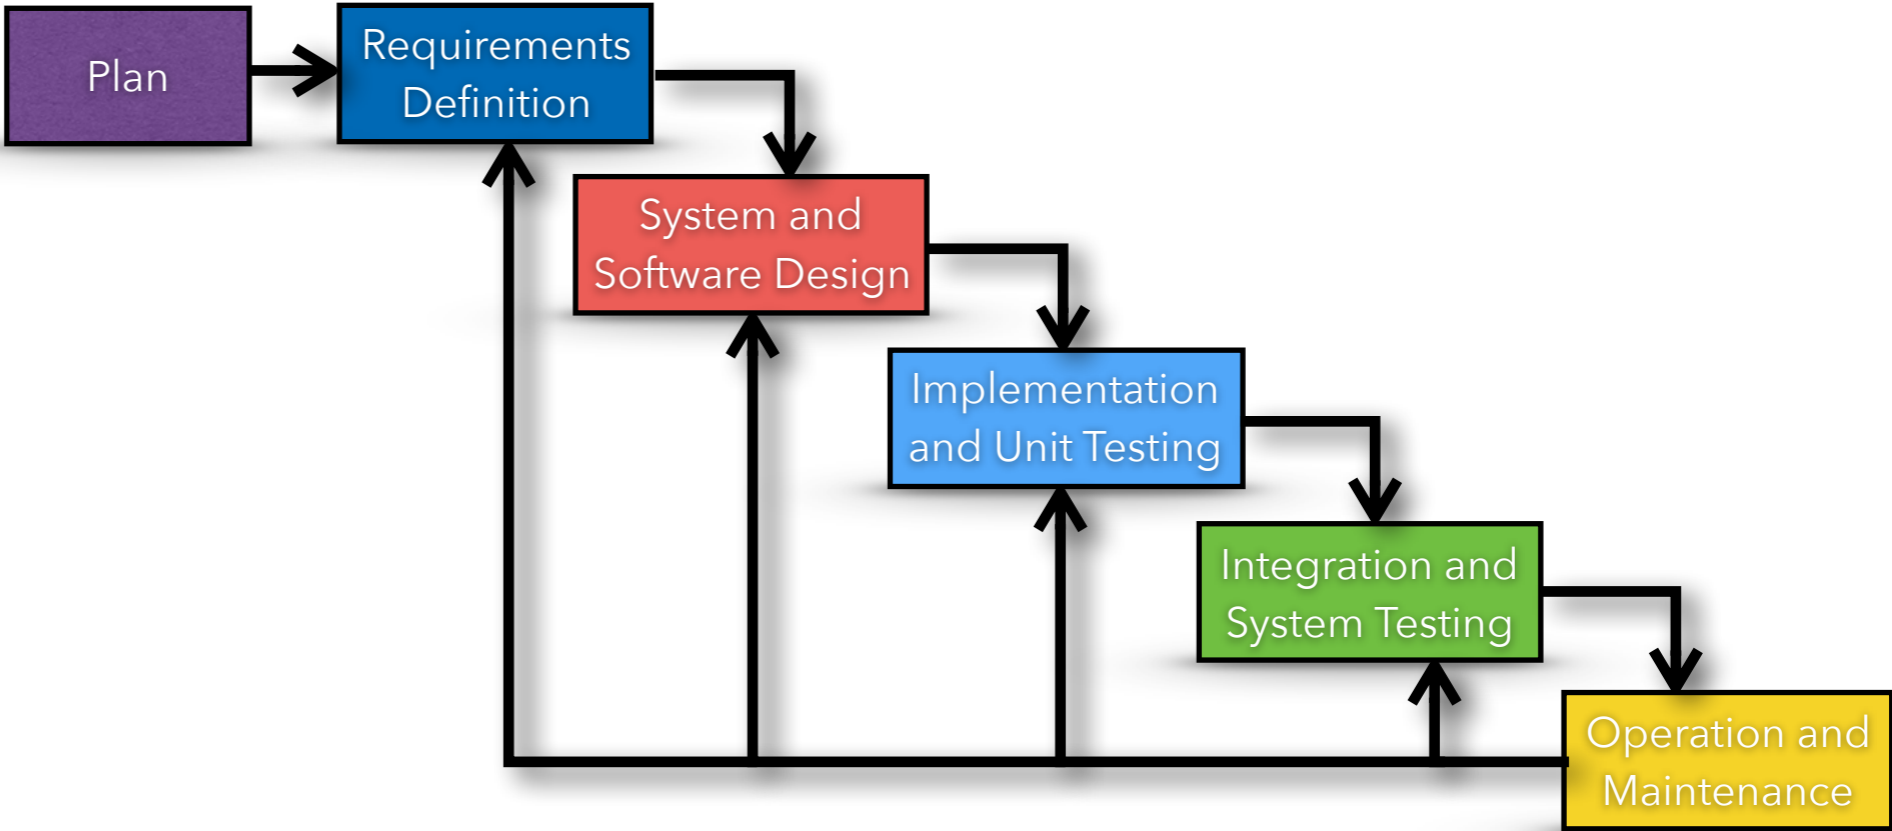 Plan
Requirements
Definition
System and
Software Design
Implementation
and Unit Testing
Integration and
System Testing
Operation and
Maintenance